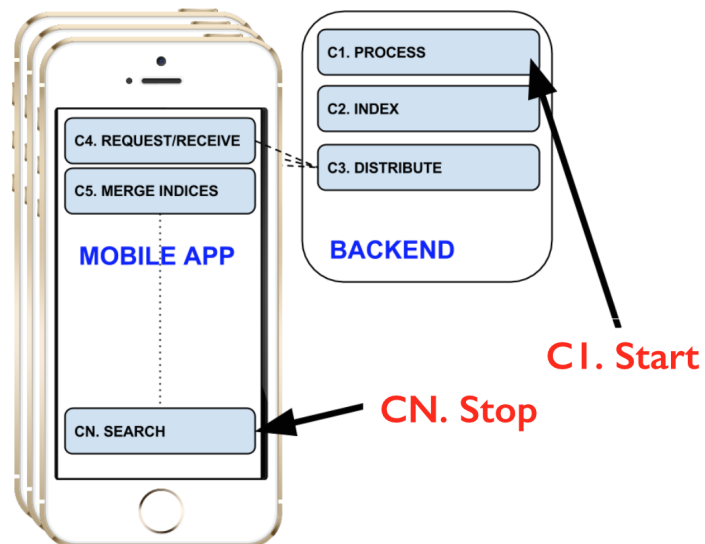 C1. PROCESS
C2. INDEX
C3. DISTRIBUTE
BACKEND
C4. REQUEST/RECEIVE
C5. MERGE INDICES
MOBILE APP
CN. SEARCH
C1. Start
CN. Stop